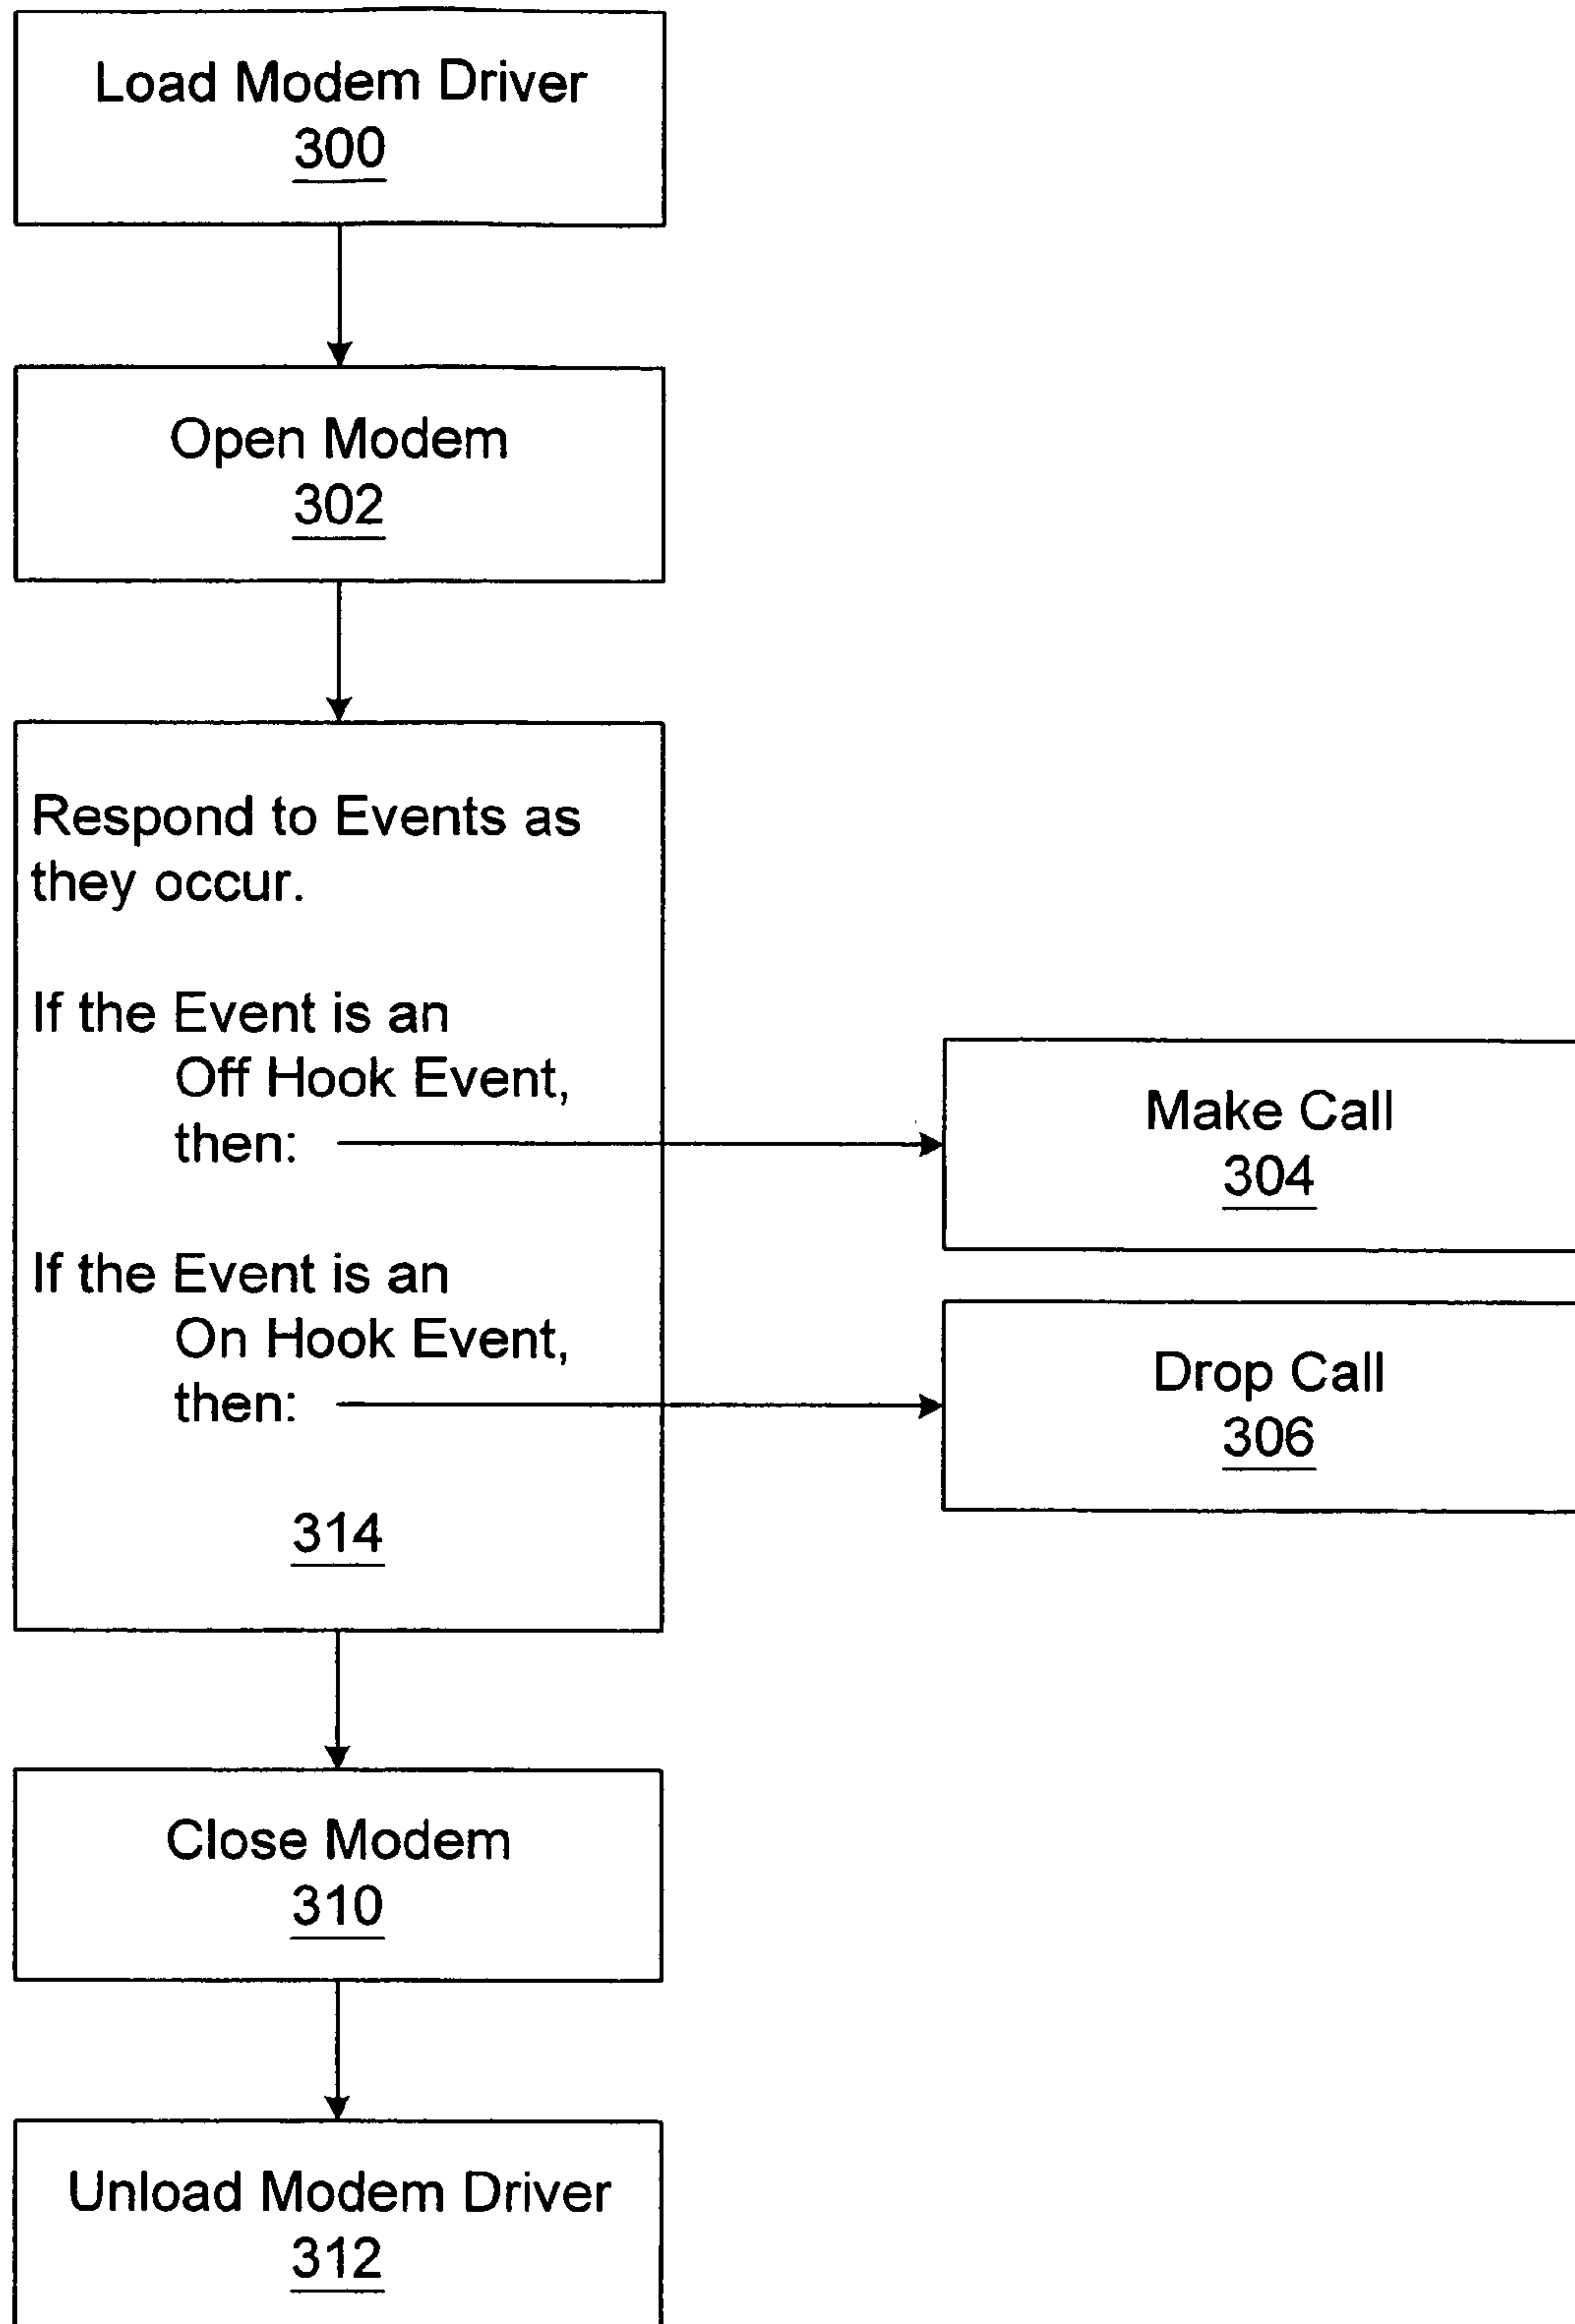 Load Modem Driver
300
Open Modem
302
Respond to Events as
they occur.
If the Event is an
Off Hook Event,
then:
Make Call
304
If the Event is an
On Hook Event,
then:
Drop Call
306
314
Close Modem
310
Unload Modem Driver
312